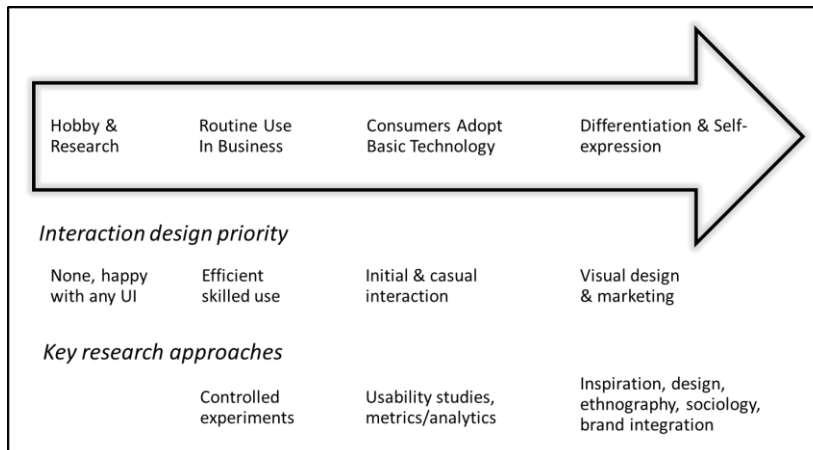 Hobby &
Research
Routine Use
In Business
Consumers Adopt
Basic Technology
Differentiation & Self-
expression
Interaction design priority
None, happy
with any UI
Efficient
skilled use
Initial & casual
interaction
Visual design
& marketing
Key research approaches
Controlled
experiments
Usability studies,
metrics/analytics
Inspiration, design,
ethnography, sociology,
brand integration